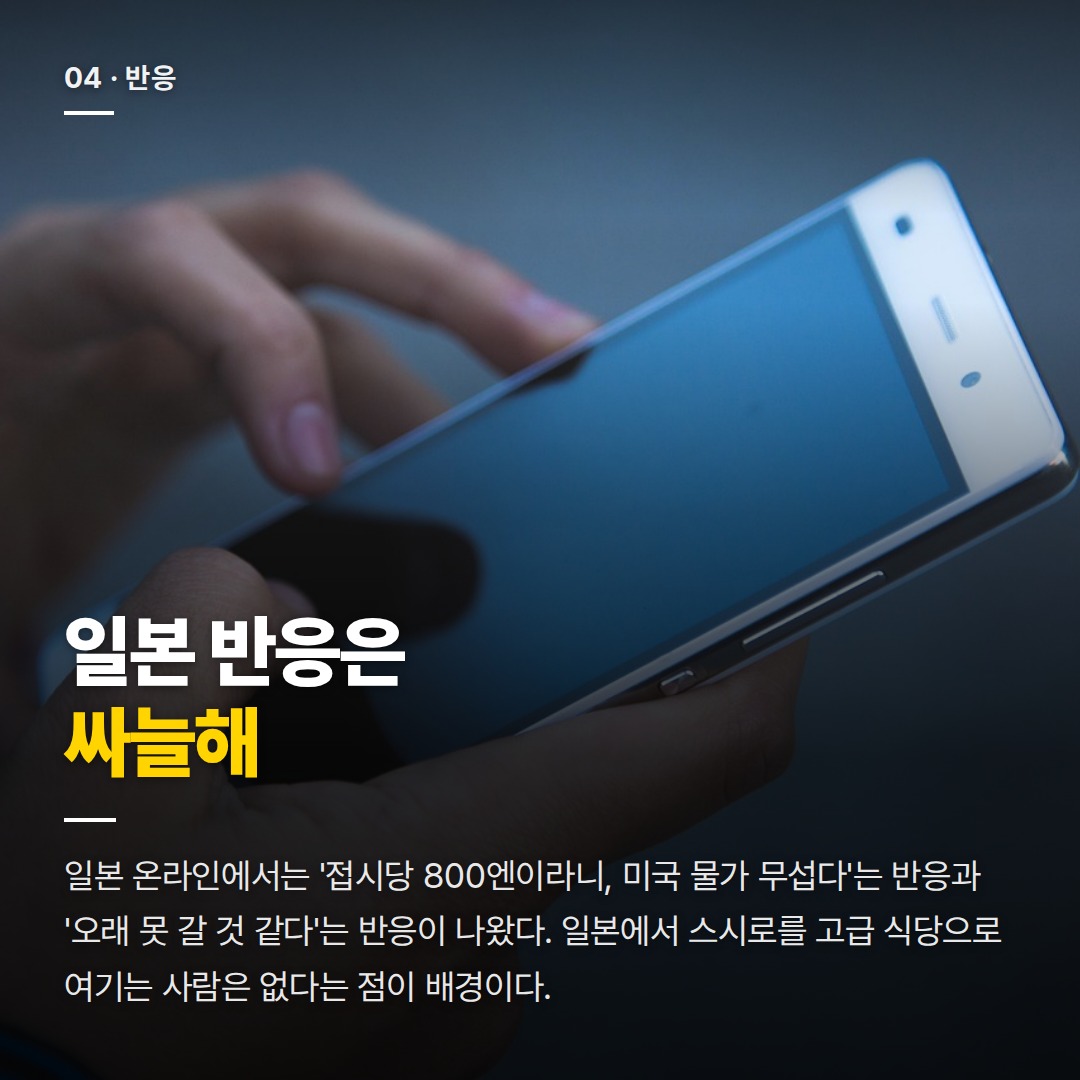 04 · 반응
일본 반응은
싸늘해
일본 온라인에서는 '접시당 800엔이라니, 미국 물가 무섭다'는 반응과
'오래 못 갈 것 같다'는 반응이 나왔다. 일본에서 스시로를 고급 식당으로
여기는 사람은 없다는 점이 배경이다.